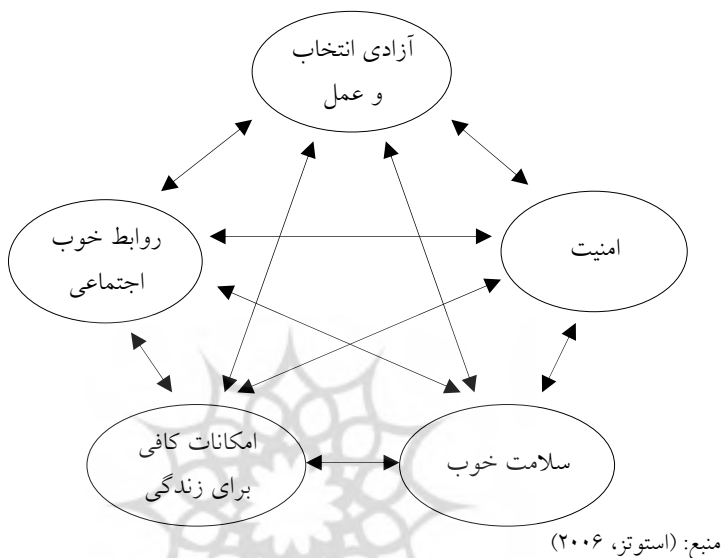 آزادی انتخاب
و عمل
روابط خوب
اجتماعی
امنیت
امکانات کافی
برای زندگی
سلامت خوب
منبع: (استوتز، ۲۰۰۶)